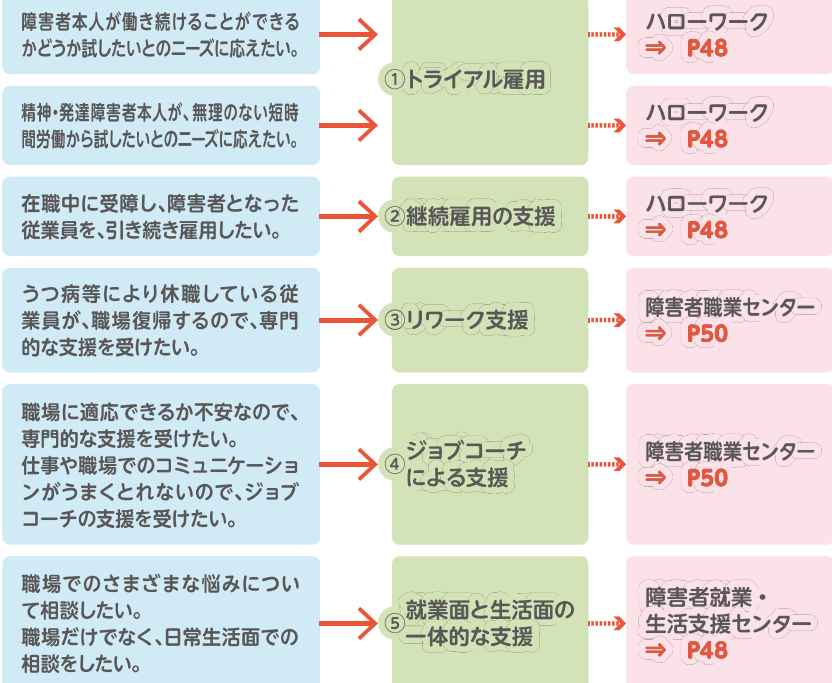 障害者本人が働き続けることができる
かどうか試したいとのニーズに応えたい。
精神・発達障害者本人が、無理のない短時
間労働から試したいとのニーズに応えたい。
①トライアル雇用
ハローワーク
⇒ P48
ハローワーク
⇒ P48
在職中に受障し、障害者となった
従業員を、引き続き雇用したい。
②継続雇用の支援
ハローワーク
⇒ P48
うつ病等により休職している従
業員が、職場復帰するので、専門
的な支援を受けたい。
③リワーク支援
障害者職業センター
⇒ P50
職場に適応できるか不安なので、
専門的な支援を受けたい。
仕事や職場でのコミュニケーショ
ンがうまくとれないので、ジョブ
コーチの支援を受けたい。
④ジョブコーチ
による支援
障害者職業センター
⇒ P50
職場でのさまざまな悩みについ
て相談したい。
職場だけでなく、日常生活面での
相談をしたい。
⑤就業面と生活面の
一体的な支援
障害者就業・
生活支援センター
⇒ P48